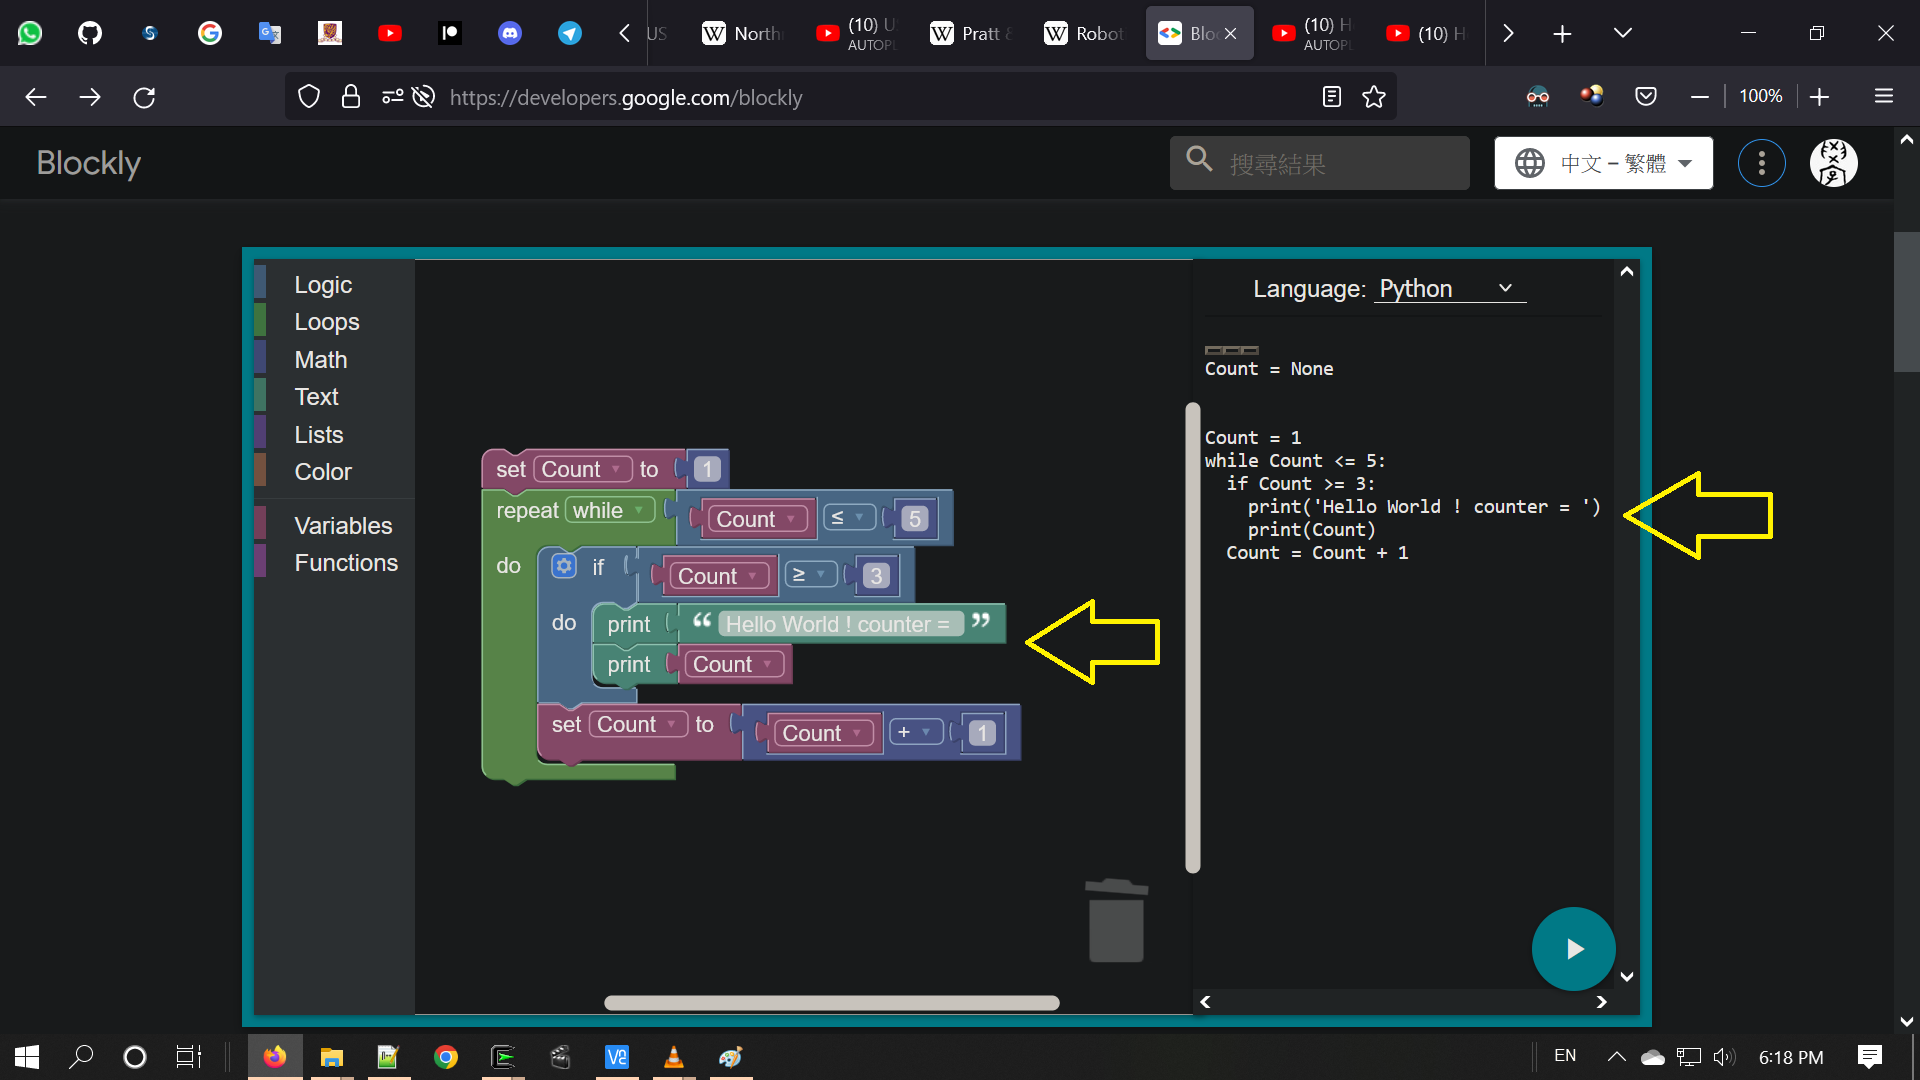 US
North
(10) U
AUTOPL
Pratt &
Robot
Bloc
(10) H
AUTOPL
(10) H
https://developers.google.com/blockly
100%
Blockly
搜尋結果
中文 – 繁體
Logic
Loops
Math
Text
Lists
Color
Variables
Functions
set Count to 1
repeat while Count ≤ 5
do if Count ≥ 3
do print “ Hello World ! counter = ”
print Count
set Count to Count + 1
Language: Python
Count = None
Count = 1
while Count <= 5:
if Count >= 3:
print('Hello World ! counter = ')
print(Count)
Count = Count + 1
EN
6:18 PM